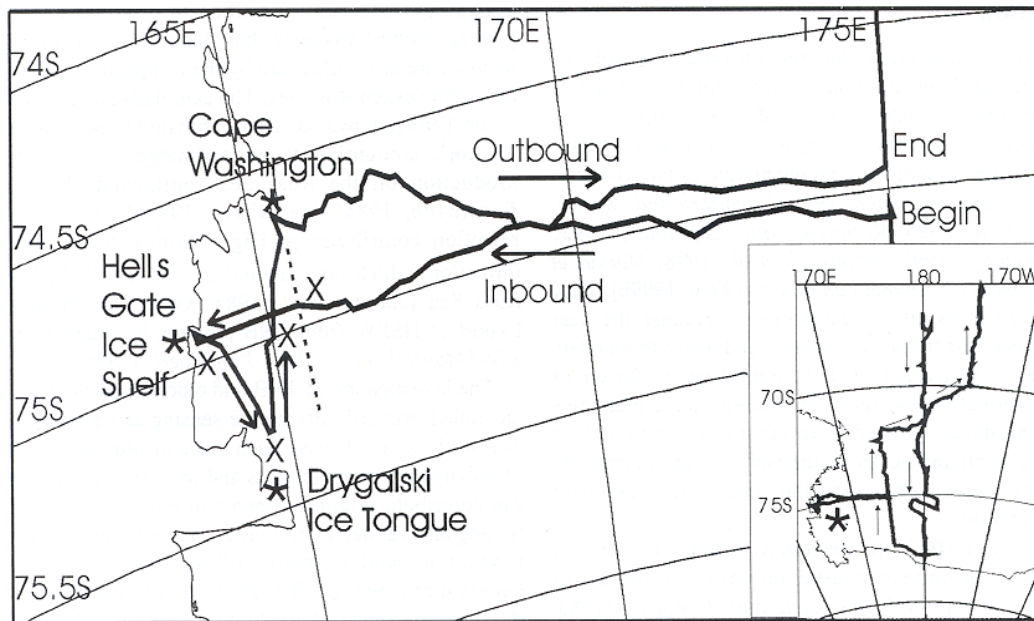 165E
170E
175E
74S
Cape
Washington
Outbound
End
74.5S
Begin
Hells
Gate
Ice
Shelf
Inbound
170E
180
170W
X
X
X
X
75S
70S
Drygalski
Ice Tongue
75S
75.5S